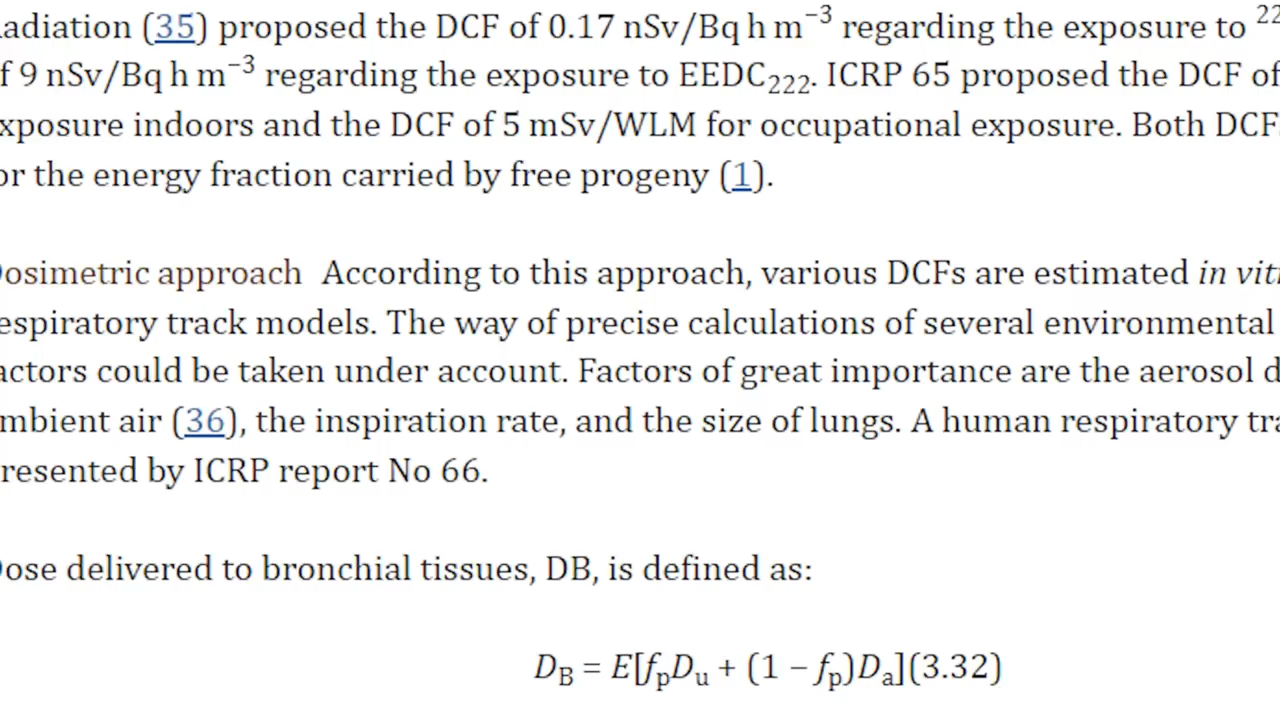 adiation (35) proposed the DCF of 0.17 nSv/Bq h m⁻³ regarding the exposure to ²²
f 9 nSv/Bq h m⁻³ regarding the exposure to EEDC₂₂₂. ICRP 65 proposed the DCF of
xposure indoors and the DCF of 5 mSv/WLM for occupational exposure. Both DCF
or the energy fraction carried by free progeny (1).
osimetric approach According to this approach, various DCFs are estimated in vit
espiratory track models. The way of precise calculations of several environmental
actors could be taken under account. Factors of great importance are the aerosol d
mbient air (36), the inspiration rate, and the size of lungs. A human respiratory tra
resented by ICRP report No 66.
ose delivered to bronchial tissues, DB, is defined as:
D_B = E[f_pD_u + (1 − f_p)D_a](3.32)